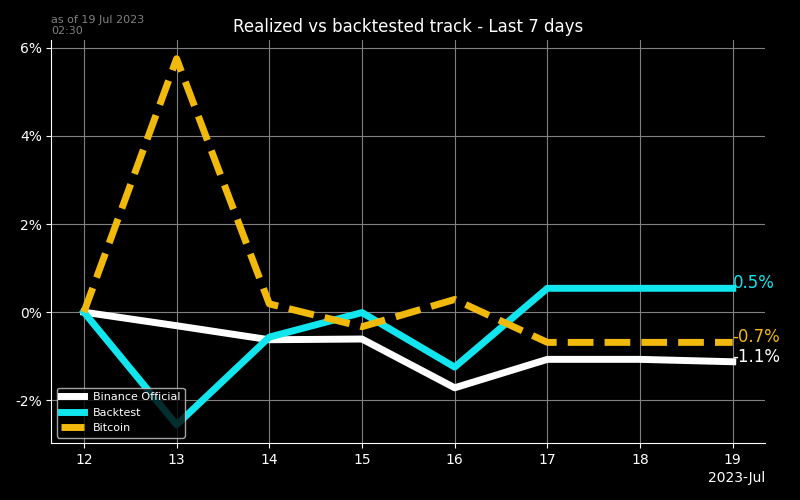 as of 19 Jul 2023
02:30
Realized vs backtested track - Last 7 days
6%
4%
2%
0%
-2%
0.5%
-0.7%
-1.1%
Binance Official
Backtest
Bitcoin
12 13 14 15 16 17 18 19
2023-Jul